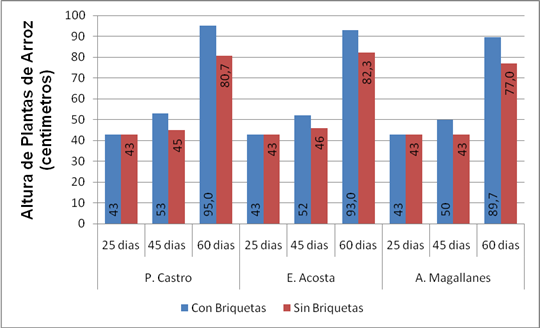 Altura de Plantas de Arroz
(centimetros)
100
90
80
70
60
50
40
30
20
10
0
43
43
53
45
95,0
80,7
43
43
52
46
93,0
82,3
43
43
50
43
89,7
77,0
25 dias
45 dias
60 dias
25 dias
45 dias
60 dias
25 dias
45 dias
60 dias
P. Castro
E. Acosta
A. Magallanes
Con Briquetas
Sin Briquetas